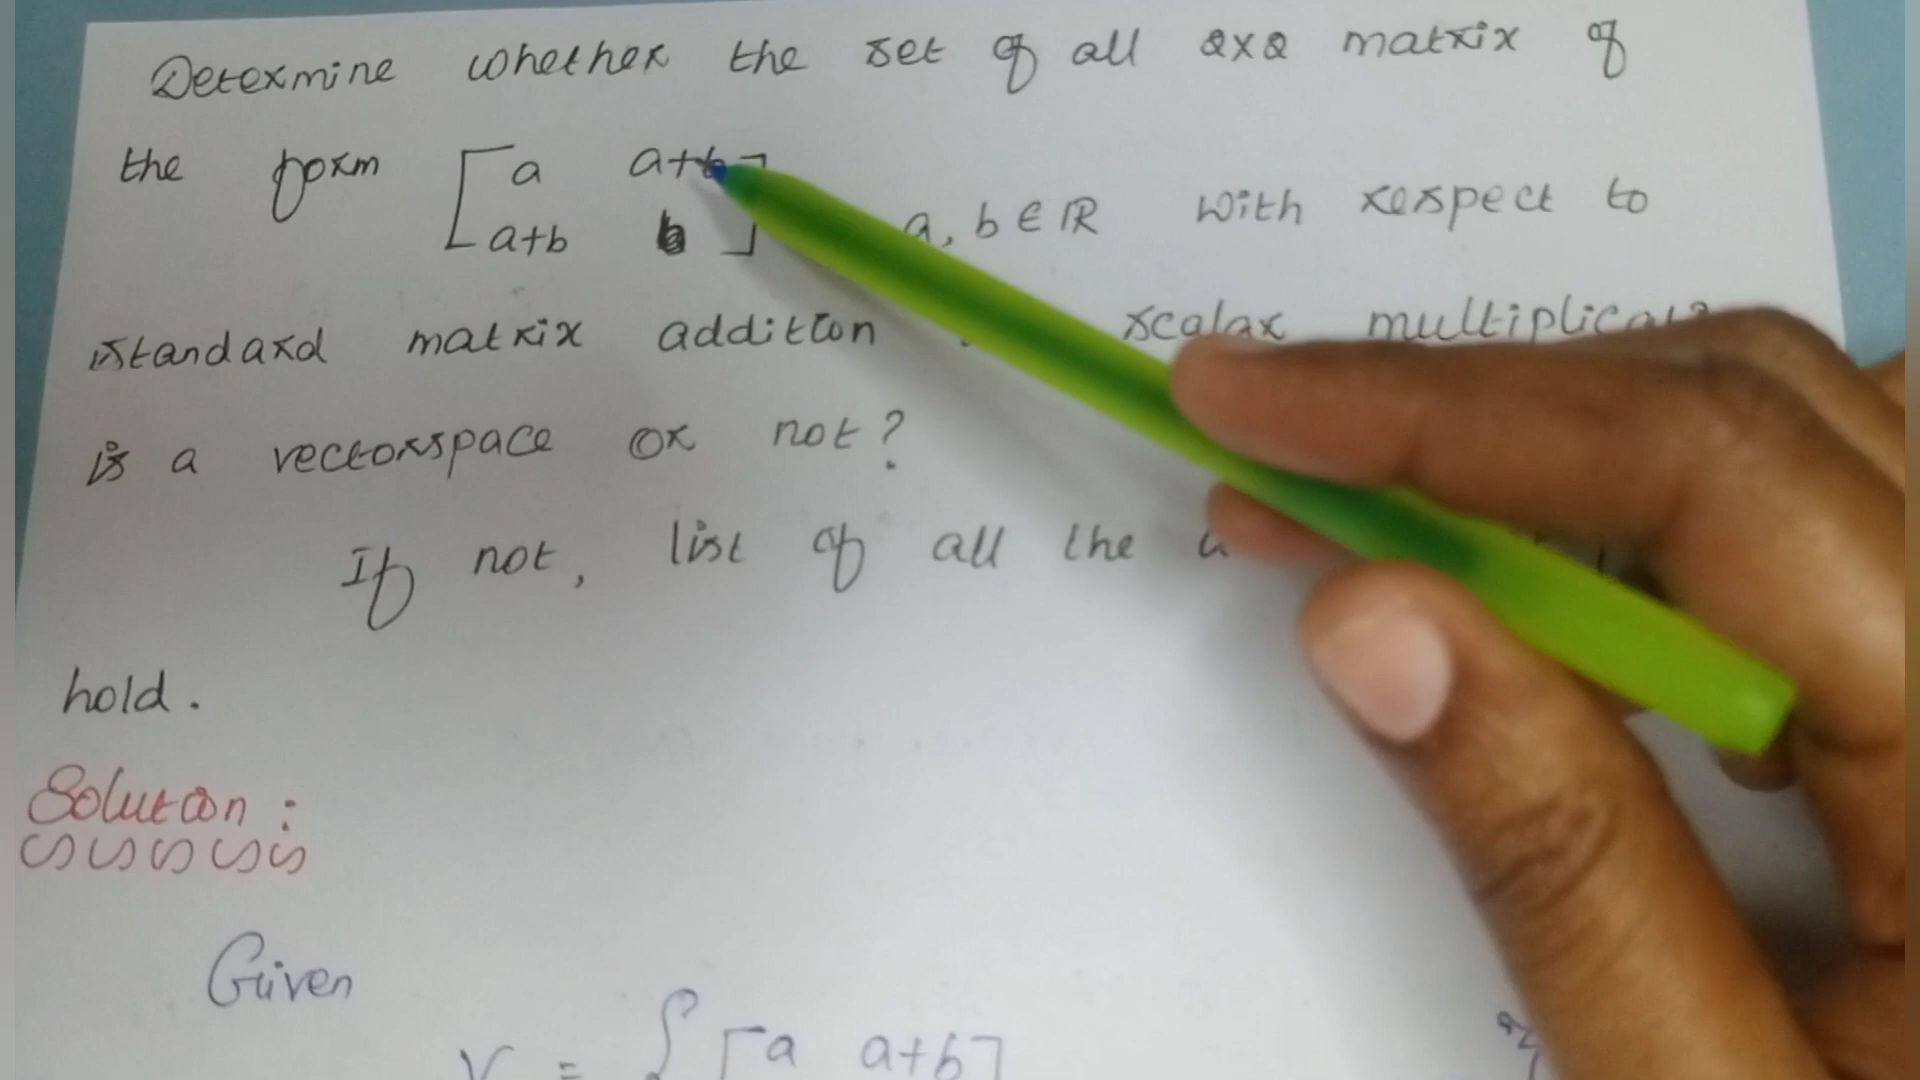 Determine whether the set of all 2x2 matrix of
the form [a a+b
a+b b] a, b ∈ ℝ with respect to
standard matrix addition scalar
is a vectorspace or not?
If not, list of all the
hold.
Solution:
Given
V = { [a a+b]